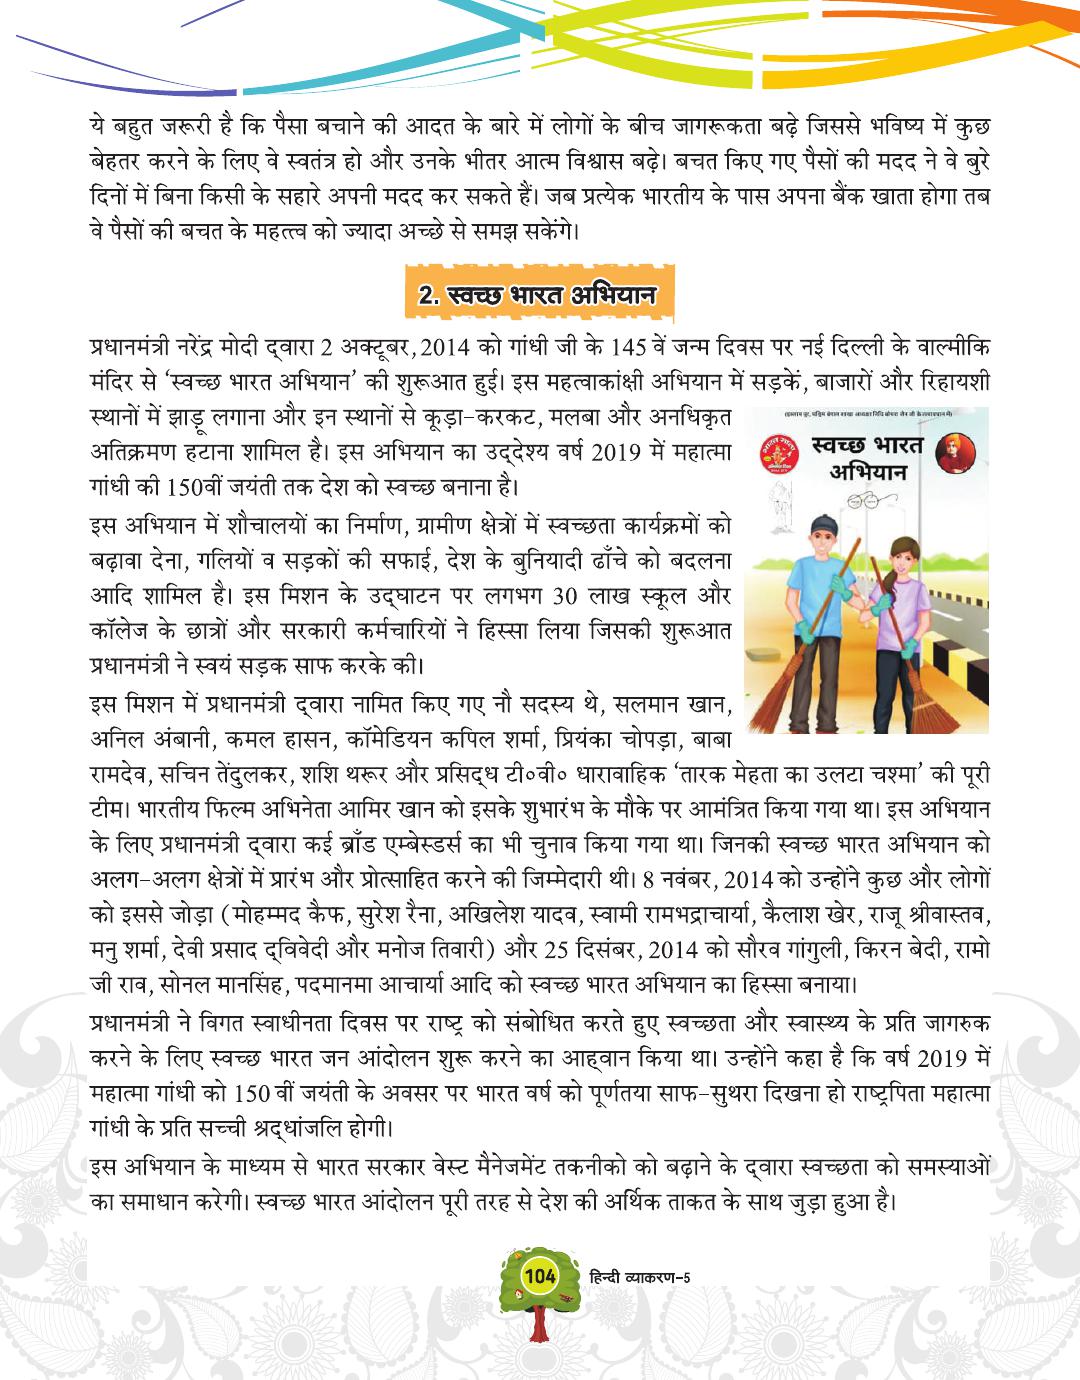 ये बहुत जरूरी है कि पैसा बचाने की आदत के बारे में लोगों के बीच जागरूकता बढ़े जिससे भविष्य में कुछ
बेहतर करने के लिए वे स्वतंत्र हो और उनके भीतर आत्म विश्वास बढ़े। बचत किए गए पैसों की मदद ने वे बुरे
दिनों में बिना किसी के सहारे अपनी मदद कर सकते हैं। जब प्रत्येक भारतीय के पास अपना बैंक खाता होगा तब
वे पैसों की बचत के महत्त्व को ज्यादा अच्छे से समझ सकेंगे।
2. स्वच्छ भारत अभियान
प्रधानमंत्री नरेंद्र मोदी द्वारा 2 अक्टूबर, 2014 को गांधी जी के 145 वें जन्म दिवस पर नई दिल्ली के वाल्मीकि
मंदिर से ‘स्वच्छ भारत अभियान’ की शुरूआत हुई। इस महत्वाकांक्षी अभियान में सड़कें, बाजारों और रिहायशी
स्थानों में झाड़ू लगाना और इन स्थानों से कूड़ा-करकट, मलबा और अनधिकृत
अतिक्रमण हटाना शामिल है। इस अभियान का उद्देश्य वर्ष 2019 में महात्मा
गांधी की 150वीं जयंती तक देश को स्वच्छ बनाना है।
स्वच्छ भारत
अभियान
इस अभियान में शौचालयों का निर्माण, ग्रामीण क्षेत्रों में स्वच्छता कार्यक्रमों को
बढ़ावा देना, गलियों व सड़कों की सफाई, देश के बुनियादी ढाँचे को बदलना
आदि शामिल है। इस मिशन के उद्घाटन पर लगभग 30 लाख स्कूल और
कॉलेज के छात्रों और सरकारी कर्मचारियों ने हिस्सा लिया जिसकी शुरूआत
प्रधानमंत्री ने स्वयं सड़क साफ करके की।
इस मिशन में प्रधानमंत्री द्वारा नामित किए गए नौ सदस्य थे, सलमान खान,
अनिल अंबानी, कमल हासन, कॉमेडियन कपिल शर्मा, प्रियंका चोपड़ा, बाबा
रामदेव, सचिन तेंदुलकर, शशि थरूर और प्रसिद्ध टी०वी० धारावाहिक ‘तारक मेहता का उलटा चश्मा’ की पूरी
टीम। भारतीय फिल्म अभिनेता आमिर खान को इसके शुभारंभ के मौके पर आमंत्रित किया गया था। इस अभियान
के लिए प्रधानमंत्री द्वारा कई ब्राँड एम्बेस्डर्स का भी चुनाव किया गया था। जिनकी स्वच्छ भारत अभियान को
अलग-अलग क्षेत्रों में प्रारंभ और प्रोत्साहित करने की जिम्मेदारी थी। 8 नवंबर, 2014 को उन्होंने कुछ और लोगों
को इससे जोड़ा (मोहम्मद कैफ, सुरेश रैना, अखिलेश यादव, स्वामी रामभद्राचार्या, कैलाश खेर, राजू श्रीवास्तव,
मनु शर्मा, देवी प्रसाद द्विवेदी और मनोज तिवारी) और 25 दिसंबर, 2014 को सौरव गांगुली, किरन बेदी, रामो
जी राव, सोनल मानसिंह, पदमानमा आचार्या आदि को स्वच्छ भारत अभियान का हिस्सा बनाया।
प्रधानमंत्री ने विगत स्वाधीनता दिवस पर राष्ट्र को संबोधित करते हुए स्वच्छता और स्वास्थ्य के प्रति जागरुक
करने के लिए स्वच्छ भारत जन आंदोलन शुरू करने का आह्वान किया था। उन्होंने कहा है कि वर्ष 2019 में
महात्मा गांधी को 150 वीं जयंती के अवसर पर भारत वर्ष को पूर्णतया साफ-सुथरा दिखना हो राष्ट्रपिता महात्मा
गांधी के प्रति सच्ची श्रद्धांजलि होगी।
इस अभियान के माध्यम से भारत सरकार वेस्ट मैनेजमेंट तकनीको को बढ़ाने के द्वारा स्वच्छता को समस्याओं
का समाधान करेगी। स्वच्छ भारत आंदोलन पूरी तरह से देश की अर्थिक ताकत के साथ जुड़ा हुआ है।
104 हिन्दी व्याकरण-5